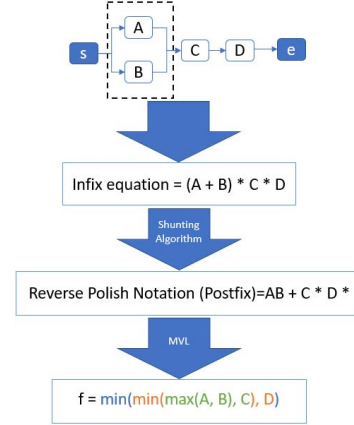 A
s
C
D
e
B
Infix equation = (A + B) * C * D
Shunting
Algorithm
Reverse Polish Notation (Postfix)=AB + C * D *
MVL
f = min(min(max(A, B), C), D)